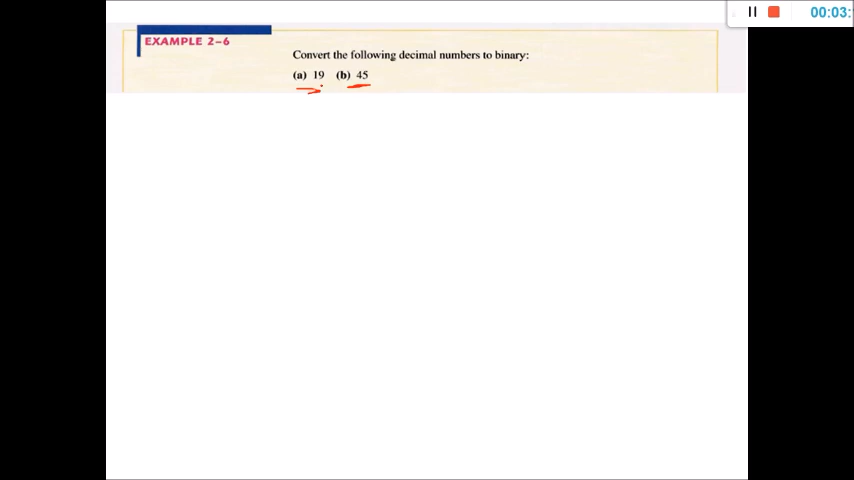 00:03:
EXAMPLE 2–6
Convert the following decimal numbers to binary:
(a) 19 (b) 45